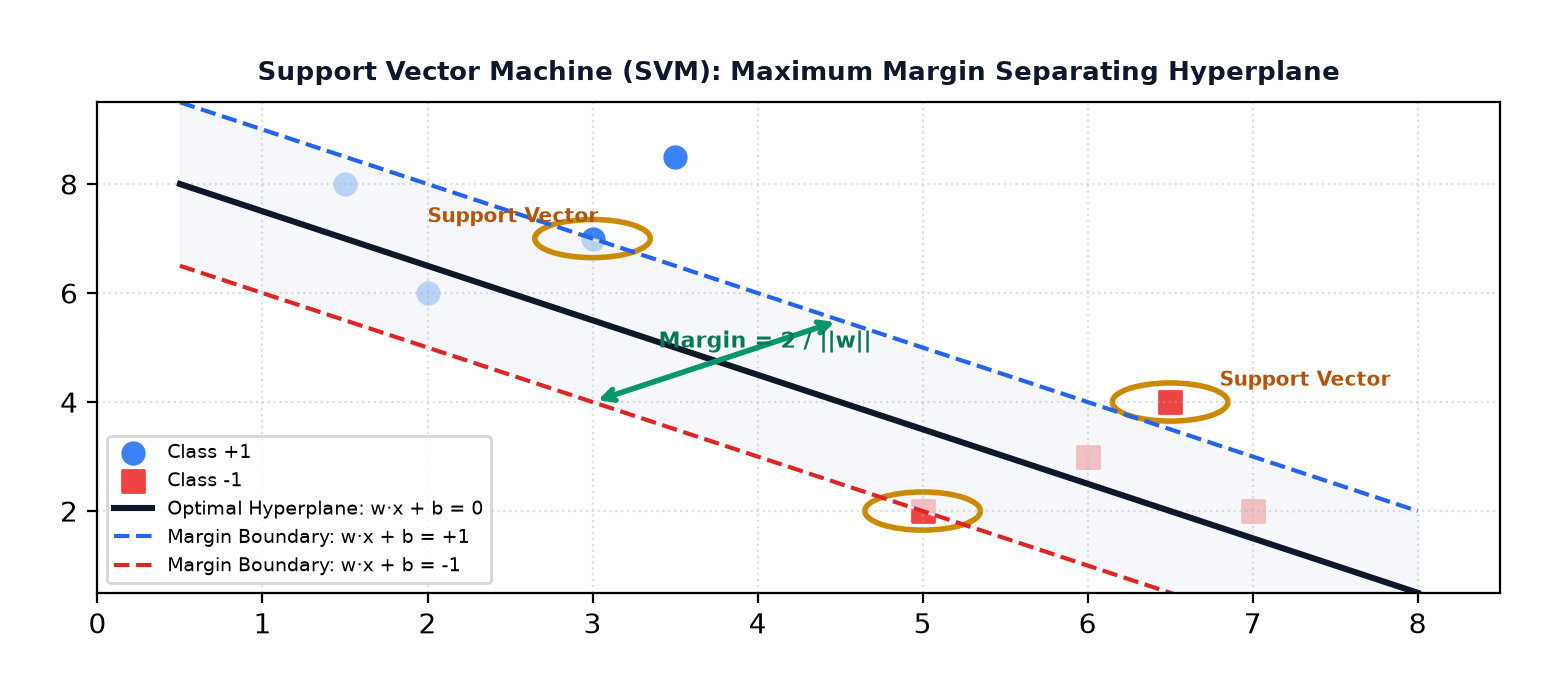 Support Vector Machine (SVM): Maximum Margin Separating Hyperplane
8
6
4
2
Support Vector
Margin = 2 / ||w||
Support Vector
Class +1
Class -1
Optimal Hyperplane: w·x + b = 0
Margin Boundary: w·x + b = +1
Margin Boundary: w·x + b = -1
0 1 2 3 4 5 6 7 8